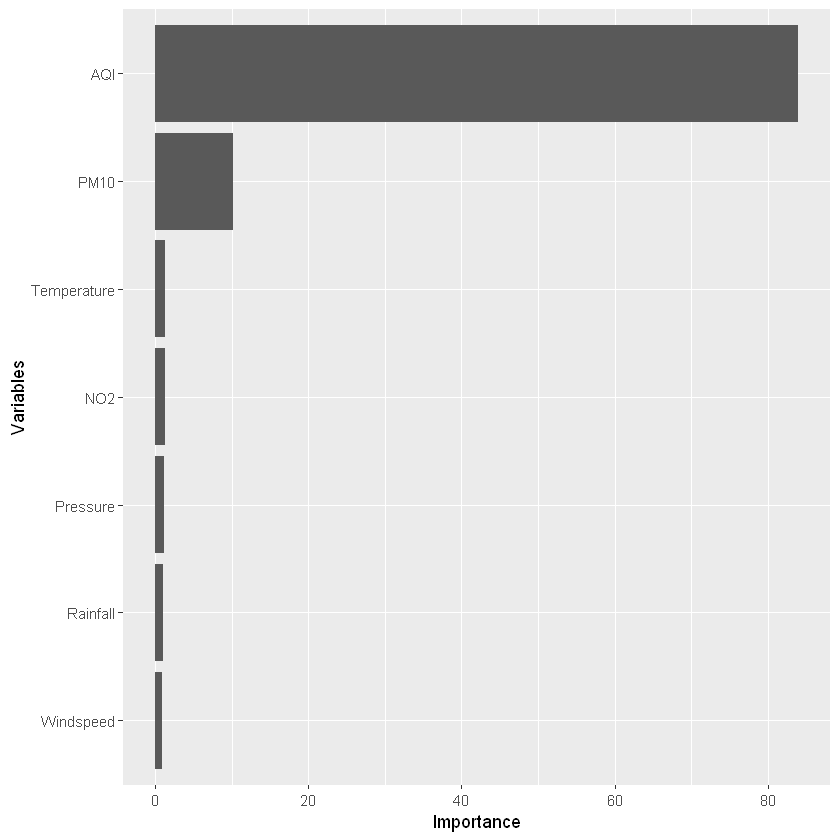 AQI
PM10
Temperature
NO2
Pressure
Rainfall
Windspeed
Variables
0 20 40 60 80
Importance